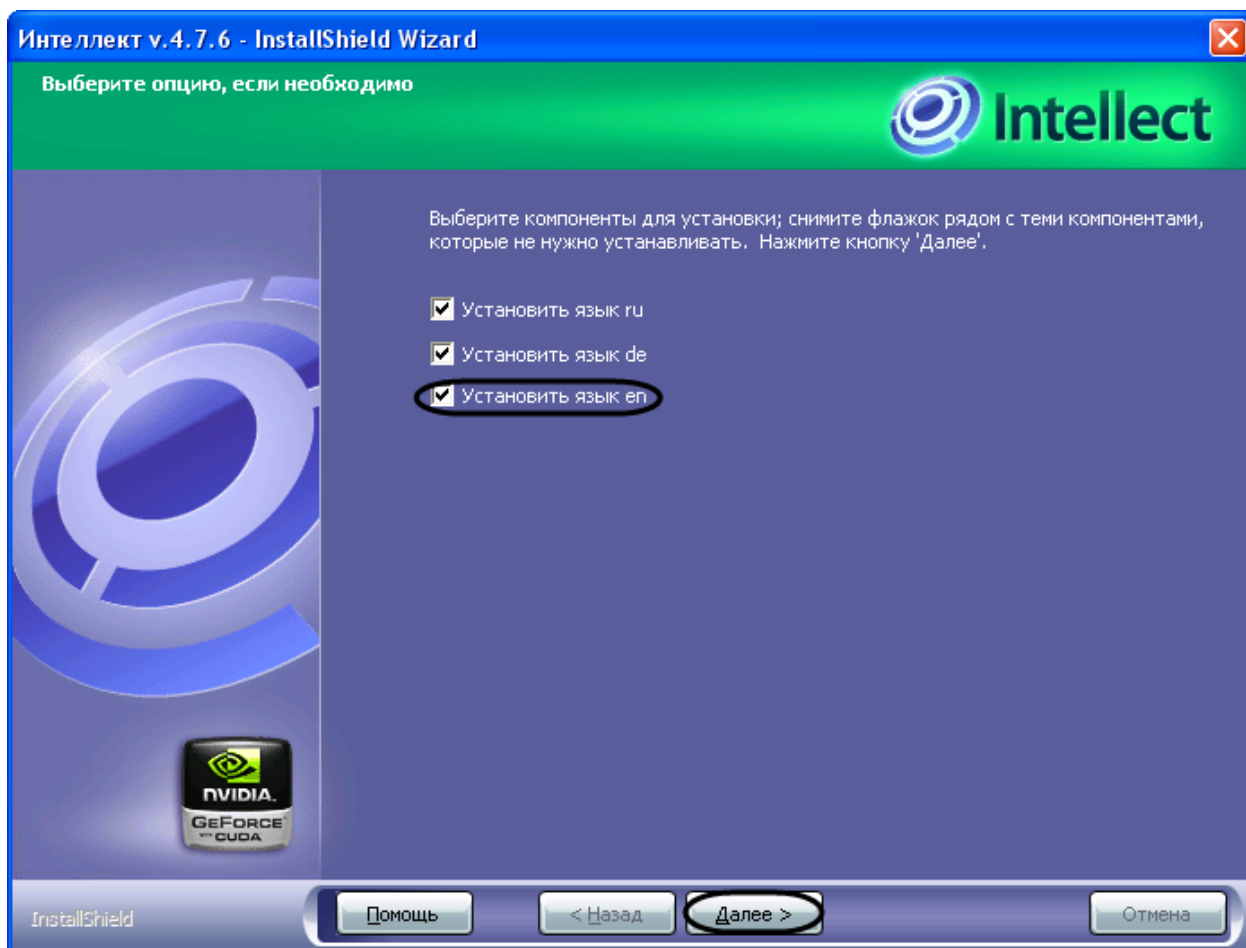 Интеллект v.4.7.6 - InstallShield Wizard
Выберите опцию, если необходимо
Intellect
Выберите компоненты для установки; снимите флажок рядом с теми компонентами,
которые не нужно устанавливать. Нажмите кнопку 'Далее'.
Установить язык ru
Установить язык de
Установить язык en
NVIDIA.
GEFORCE
WITH CUDA
InstallShield
Помощь
< Назад
Далее >
Отмена